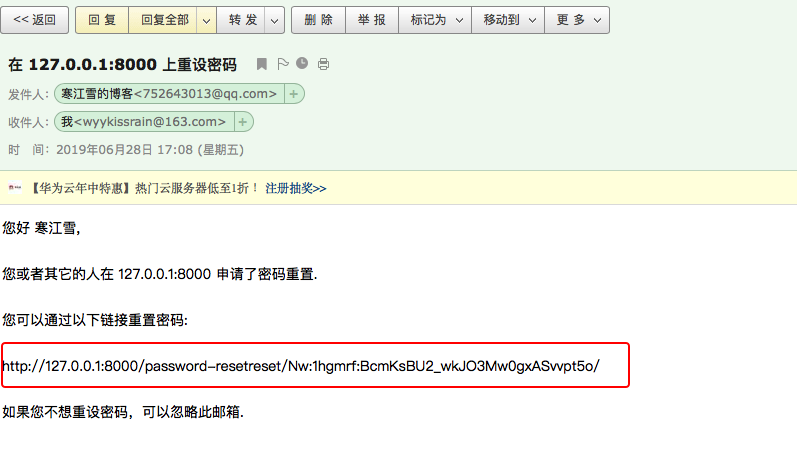 << 返回 回 复 回复全部 转 发 删 除 举 报 标记为 移动到 更 多
在 127.0.0.1:8000 上重设密码
发件人: 寒江雪的博客<752643013@qq.com> +
收件人: 我<wyykissrain@163.com> +
时 间: 2019年06月28日 17:08 (星期五)
【华为云年中特惠】热门云服务器低至1折！ 注册抽奖>>
您好 寒江雪,
您或者其它的人在 127.0.0.1:8000 申请了密码重置.
您可以通过以下链接重置密码:
http://127.0.0.1:8000/password-resetreset/Nw:1hgmrf:BcmKsBU2_wkJO3Mw0gxASvvpt5o/
如果您不想重设密码，可以忽略此邮箱.